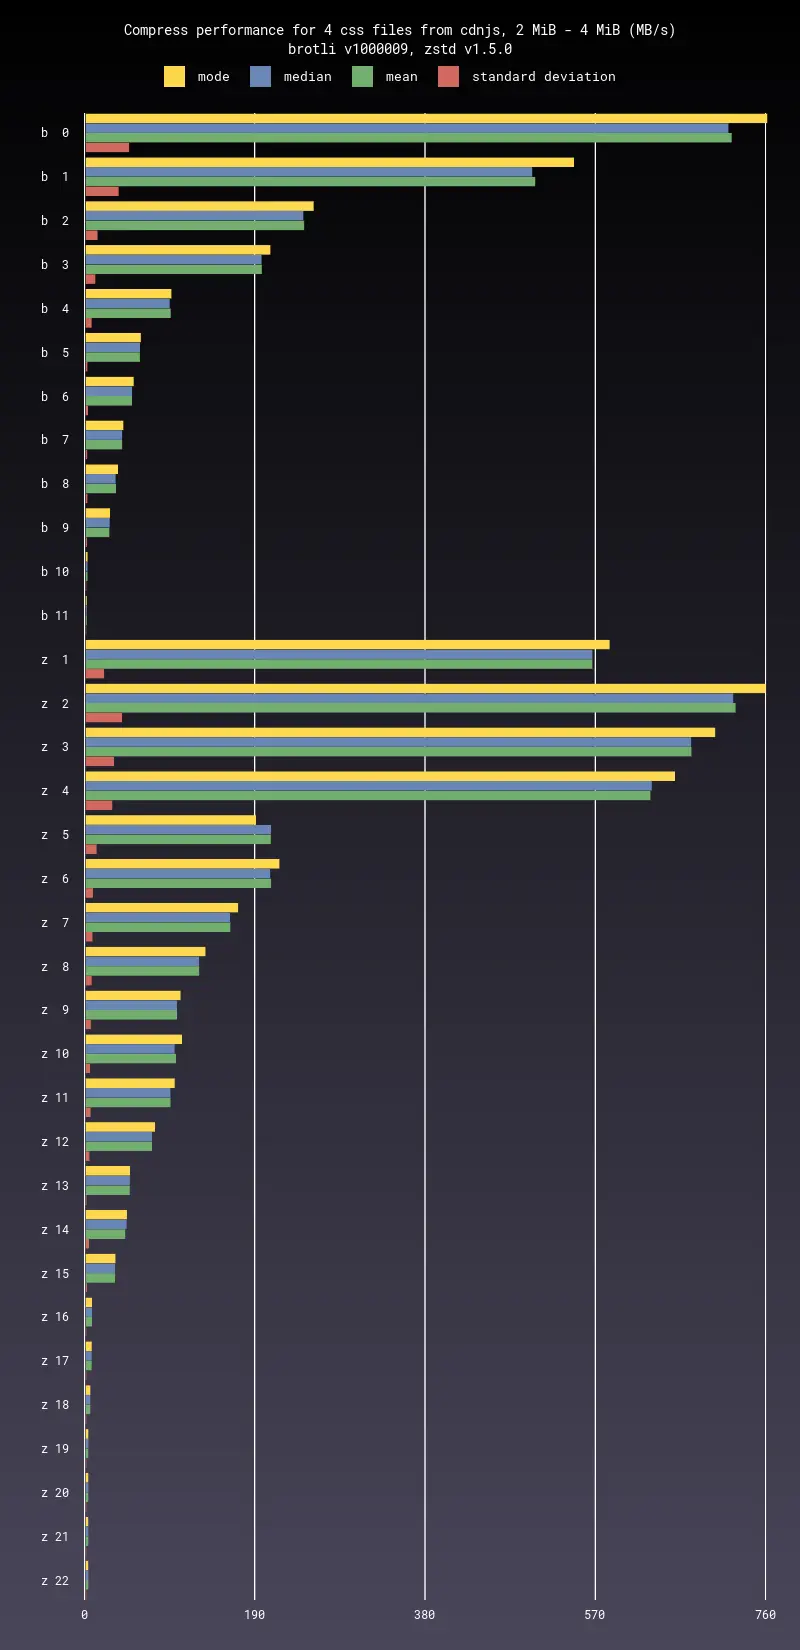 Compress performance for 4 css files from cdnjs, 2 MiB - 4 MiB (MB/s)
brotli v1000009, zstd v1.5.0
mode median mean standard deviation
b 0
b 1
b 2
b 3
b 4
b 5
b 6
b 7
b 8
b 9
b 10
b 11
z 1
z 2
z 3
z 4
z 5
z 6
z 7
z 8
z 9
z 10
z 11
z 12
z 13
z 14
z 15
z 16
z 17
z 18
z 19
z 20
z 21
z 22
0 190 380 570 760